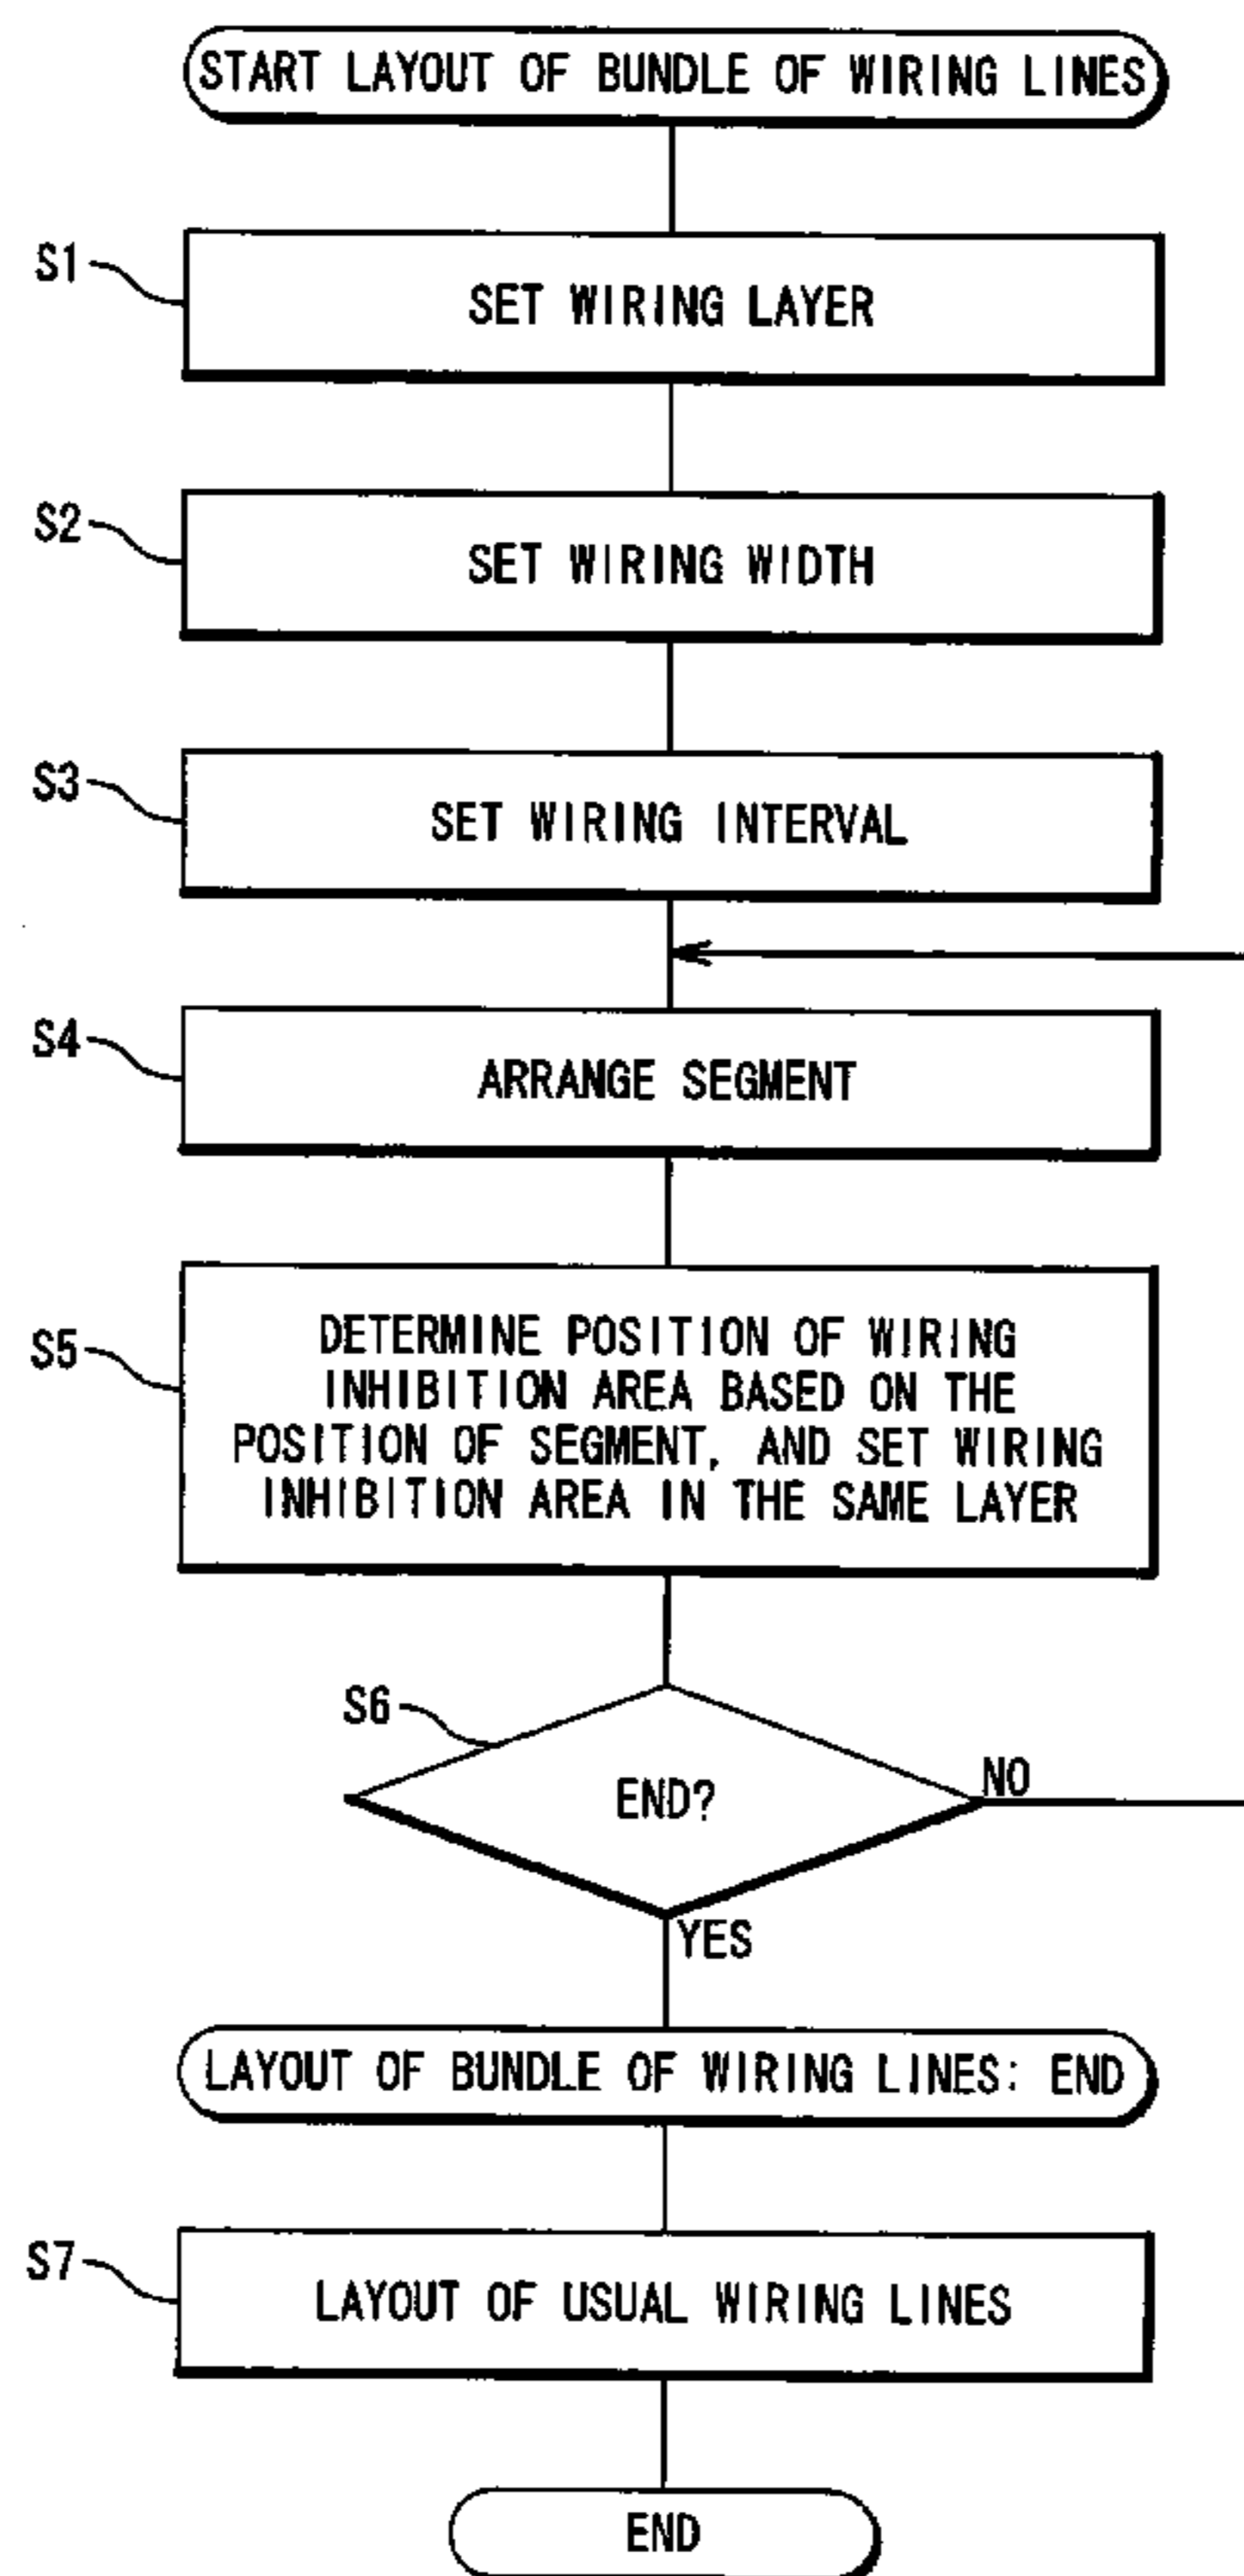 START LAYOUT OF BUNDLE OF WIRING LINES
S1
SET WIRING LAYER
S2
SET WIRING WIDTH
S3
SET WIRING INTERVAL
S4
ARRANGE SEGMENT
S5
DETERMINE POSITION OF WIRING
INHIBITION AREA BASED ON THE
POSITION OF SEGMENT, AND SET WIRING
INHIBITION AREA IN THE SAME LAYER
S6
END?
NO
YES
LAYOUT OF BUNDLE OF WIRING LINES: END
S7
LAYOUT OF USUAL WIRING LINES
END